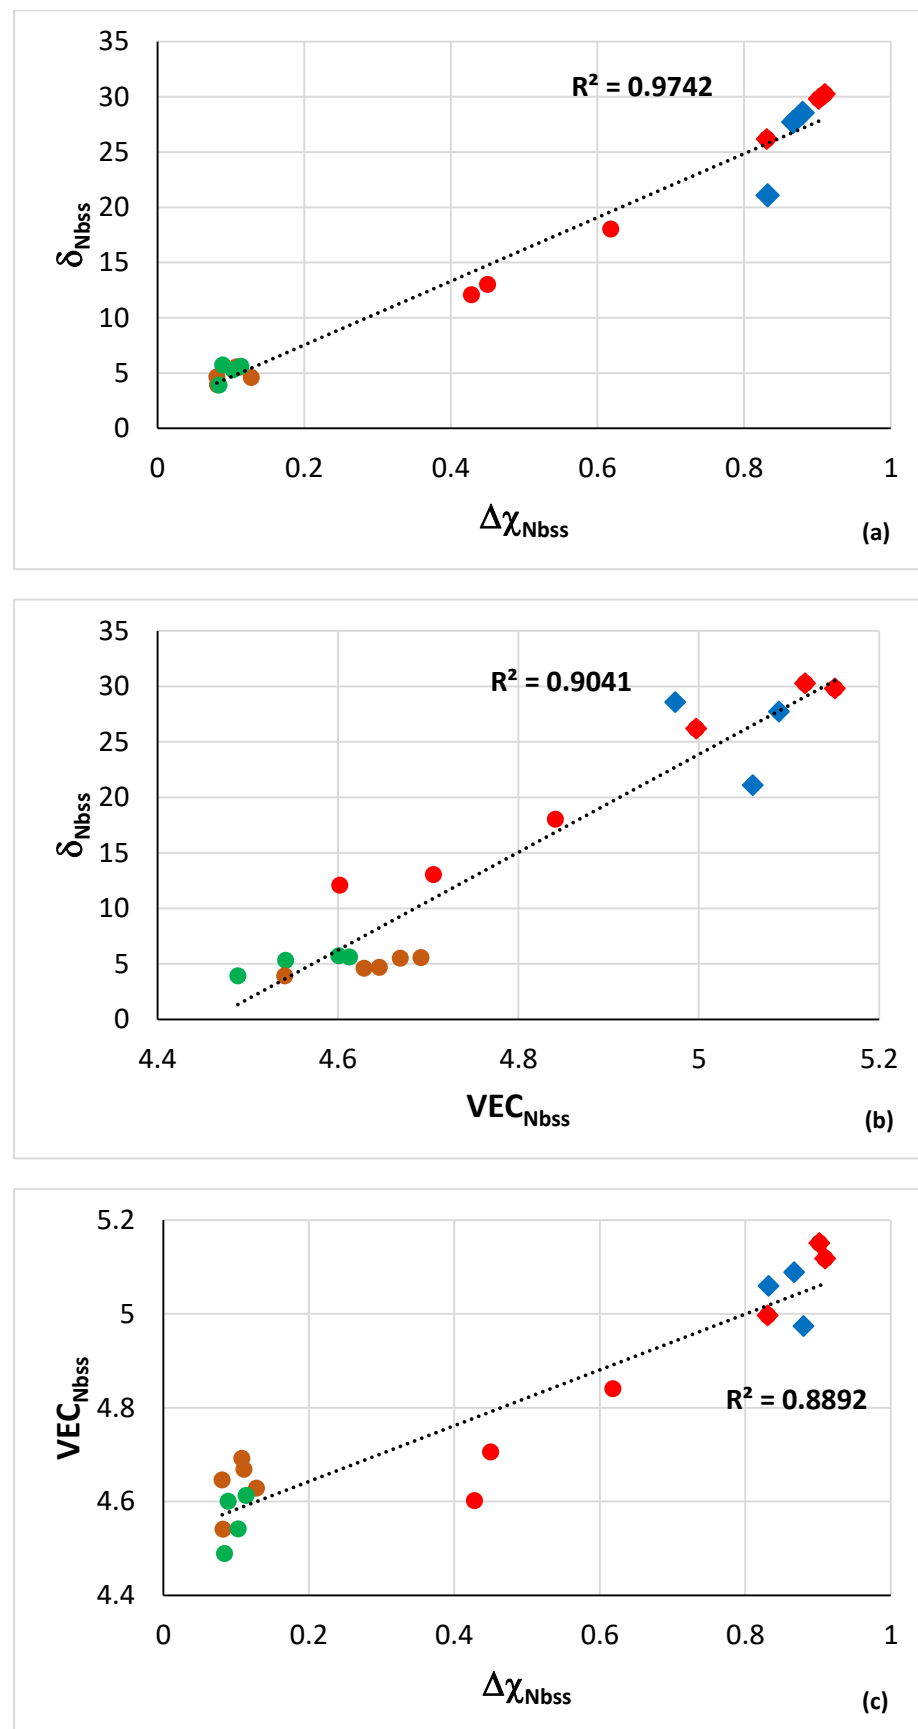 35
30
25
20
15
10
5
0
R² = 0.9742
δNbss
0 0.2 0.4 0.6 0.8 1
ΔχNbss
(a)
35
30
25
20
15
10
5
0
R² = 0.9041
δNbss
4.4 4.6 4.8 5 5.2
VECNbss
(b)
5.2
5
4.8
4.6
4.4
VECNbss
R² = 0.8892
0 0.2 0.4 0.6 0.8 1
ΔχNbss
(c)